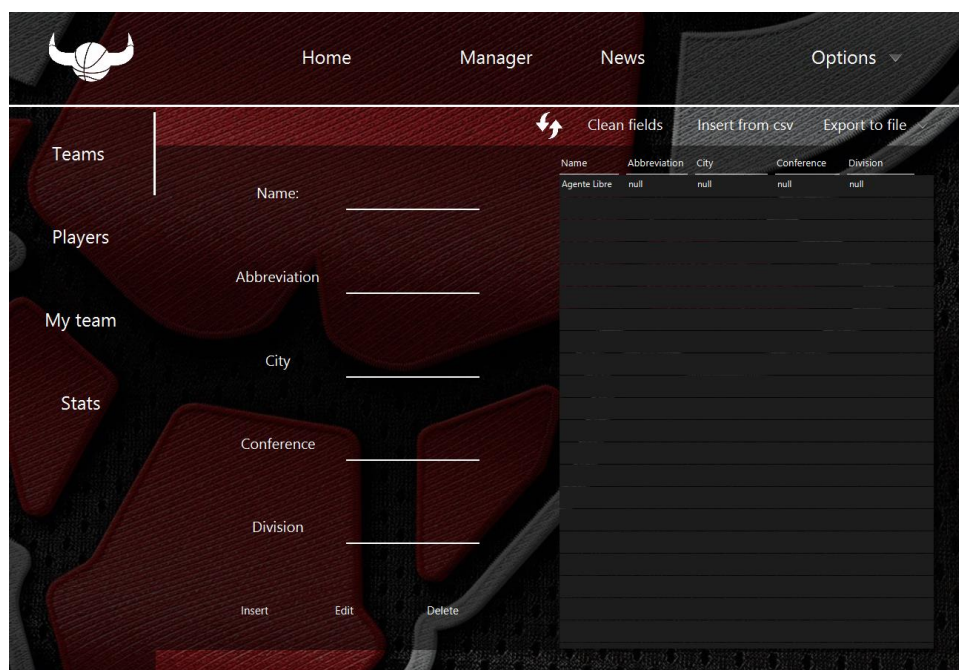 Home Manager News Options
Clean fields Insert from csv Export to file
Teams
Players
My team
Stats
Name:
Abbreviation
City
Conference
Division
Insert Edit Delete
Name Abbreviation City Conference Division
Agente Libre null null null null